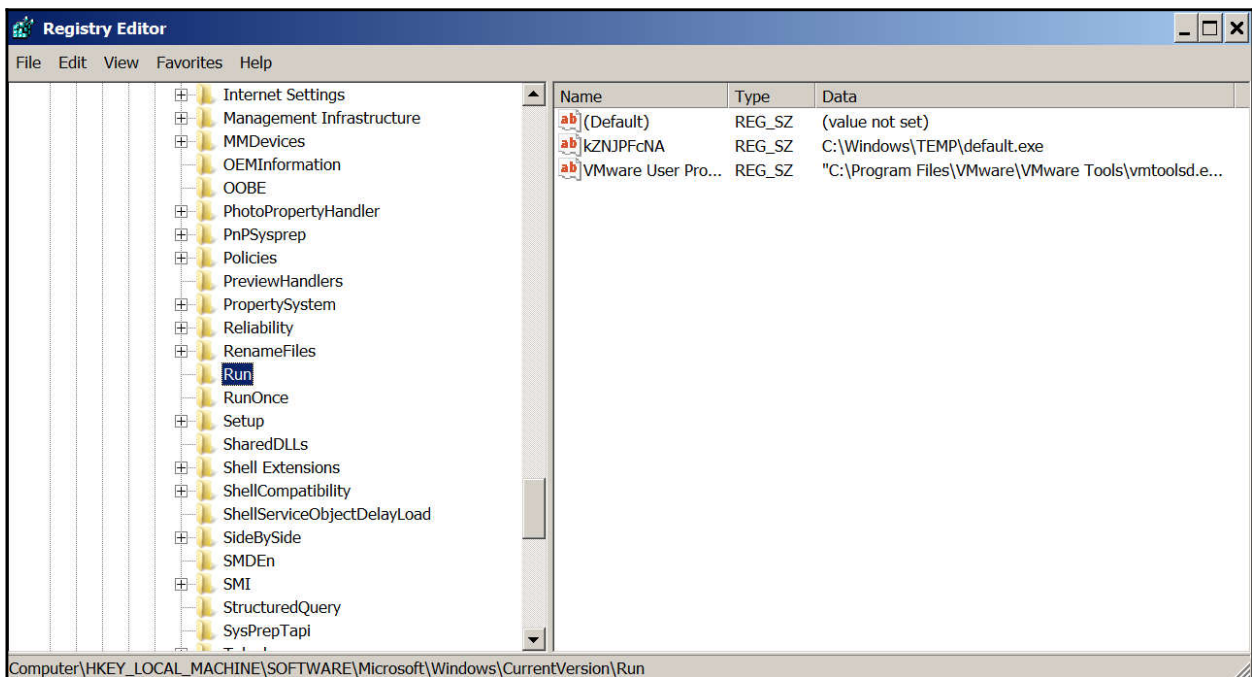 Registry Editor
File Edit View Favorites Help
Internet Settings
Management Infrastructure
MMDevices
OEMInformation
OOBE
PhotoPropertyHandler
PnPSysprep
Policies
PreviewHandlers
PropertySystem
Reliability
RenameFiles
Run
RunOnce
Setup
SharedDLLs
Shell Extensions
ShellCompatibility
ShellServiceObjectDelayLoad
SideBySide
SMDEn
SMI
StructuredQuery
SysPrepTapi
Name Type Data
(Default) REG_SZ (value not set)
kZNJPFcNA REG_SZ C:\Windows\TEMP\default.exe
VMware User Pro... REG_SZ "C:\Program Files\VMware\VMware Tools\vmtoolsd.e...
Computer\HKEY_LOCAL_MACHINE\SOFTWARE\Microsoft\Windows\CurrentVersion\Run